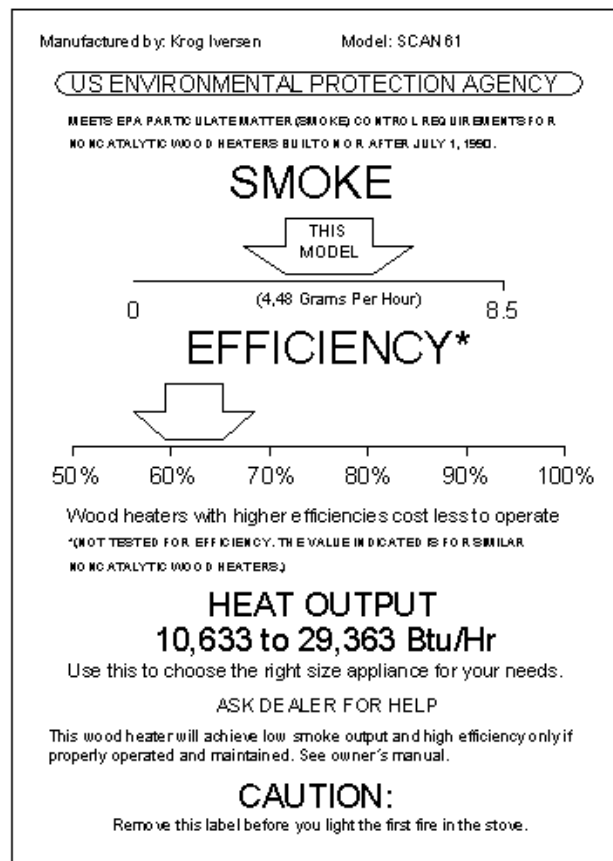 Manufactured by: Krog Iversen Model: SCAN 61
US ENVIRONMENTAL PROTECTION AGENCY
MEETS EPA PARTICULATE MATTER (SMOKE) CONTROL REQUIREMENTS FOR
NONCATALYTIC WOOD HEATERS BUILT ON OR AFTER JULY 1, 1990.
SMOKE
THIS
MODEL
(4,48 Grams Per Hour)
0 8.5
EFFICIENCY*
50% 60% 70% 80% 90% 100%
Wood heaters with higher efficiencies cost less to operate
*(NOT TESTED FOR EFFICIENCY. THE VALUE INDICATED IS FOR SIMILAR
NONCATALYTIC WOOD HEATERS.)
HEAT OUTPUT
10,633 to 29,363 Btu/Hr
Use this to choose the right size appliance for your needs.
ASK DEALER FOR HELP
This wood heater will achieve low smoke output and high efficiency only if
properly operated and maintained. See owner's manual.
CAUTION:
Remove this label before you light the first fire in the stove.